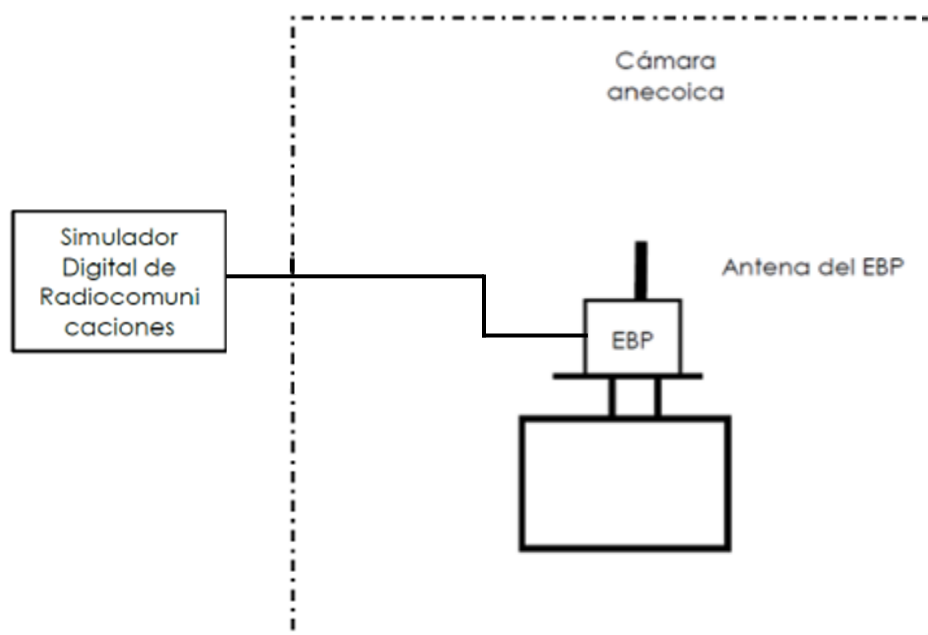 Cámara
anecoica
Simulador
Digital de
Radiocomuni
caciones
Antena del EBP
EBP